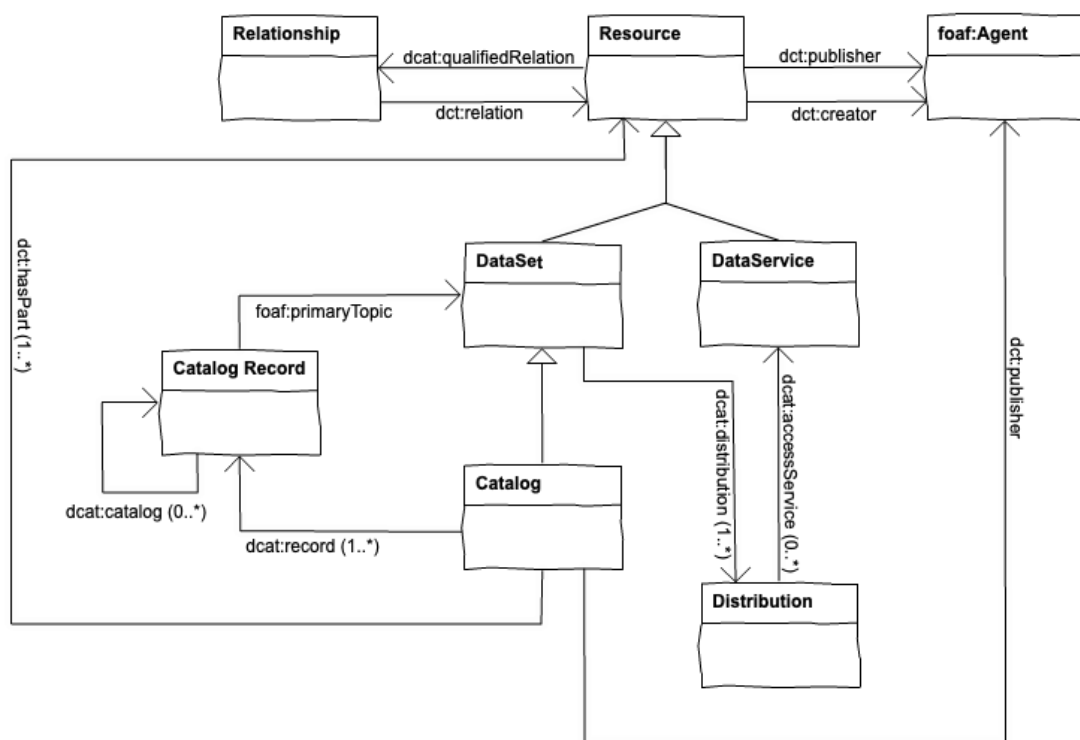 Relationship
Resource
foaf:Agent
dcat:qualifiedRelation
dct:publisher
dct:relation
dct:creator
dct:hasPart (1..*)
DataSet
DataService
foaf:primaryTopic
Catalog Record
dct:publisher
dcat:distribution (1..*)
dcat:accessService (0..*)
Catalog
dcat:catalog (0..*)
dcat:record (1..*)
Distribution